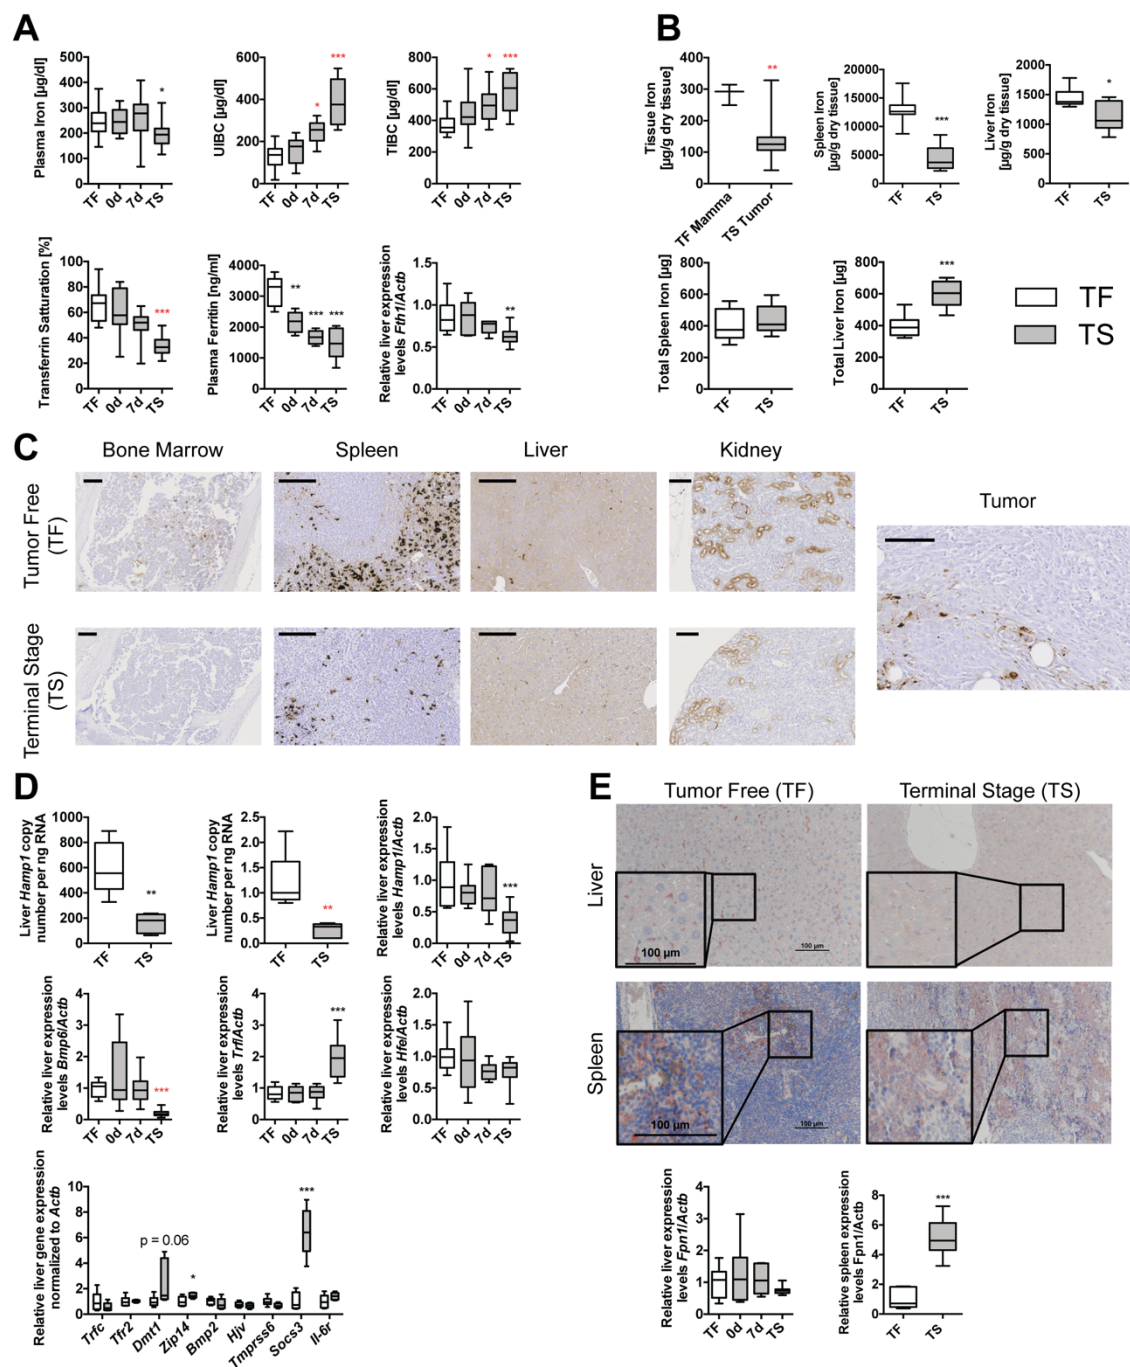 A
B
Plasma Iron [µg/dl]
500
400
300
200
100
0
*
TF
0d
7d
TS
UIBC [µg/dl]
600
400
200
0
*
***
TF
0d
7d
TS
TIBC [µg/dl]
800
600
400
200
0
*
***
TF
0d
7d
TS
Tissue Iron
[µg/g dry tissue]
400
300
200
100
0
**
TF Mamma
TS Tumor
Spleen Iron
[µg/g dry tissue]
20000
15000
10000
5000
0
***
TF
TS
Liver Iron
[µg/g dry tissue]
2000
1500
1000
500
0
*
TF
TS
Transferrin Satturation [%]
100
80
60
40
20
0
***
TF
0d
7d
TS
Plasma Ferritin [ng/ml]
4000
3000
2000
1000
0
**
***
***
TF
0d
7d
TS
Relative liver expression
levels Fth1/Actb
1.5
1.0
0.5
0.0
**
TF
0d
7d
TS
Total Spleen Iron [µg]
800
600
400
200
0
TF
TS
Total Liver Iron [µg]
800
600
400
200
0
***
TF
TS
TF
TS
C
Bone Marrow
Spleen
Liver
Kidney
Tumor
Tumor Free
(TF)
Terminal Stage
(TS)
D
Liver Hamp1 copy
number per ng RNA
1000
800
600
400
200
0
**
TF
TS
Liver Hamp1 copy
number per ng RNA
2.5
2.0
1.5
1.0
0.5
0.0
**
TF
TS
Relative liver expression
levels Hamp1/Actb
2.0
1.5
1.0
0.5
0.0
***
TF
0d
7d
TS
Relative liver expression
levels Bmp6/Actb
4
3
2
1
0
***
TF
0d
7d
TS
Relative liver expression
levels Trf/Actb
4
3
2
1
0
***
TF
0d
7d
TS
Relative liver expression
levels Hfe/Actb
2.0
1.5
1.0
0.5
0.0
TF
0d
7d
TS
Relative liver gene expression
normalized to Actb
10
8
6
4
2
0
p = 0.06
*
***
Trfc
Tfr2
Dmt1
Zip14
Bmp2
Hjv
Tmprss6
Socs3
Il-6r
E
Tumor Free (TF)
Terminal Stage (TS)
Liver
100 µm
100 µm
100 µm
100 µm
Spleen
100 µm
100 µm
Relative liver expression
levels Fpn1/Actb
4
3
2
1
0
TF
0d
7d
TS
Relative spleen expression
levels Fpn1/Actb
8
6
4
2
0
***
TF
TS